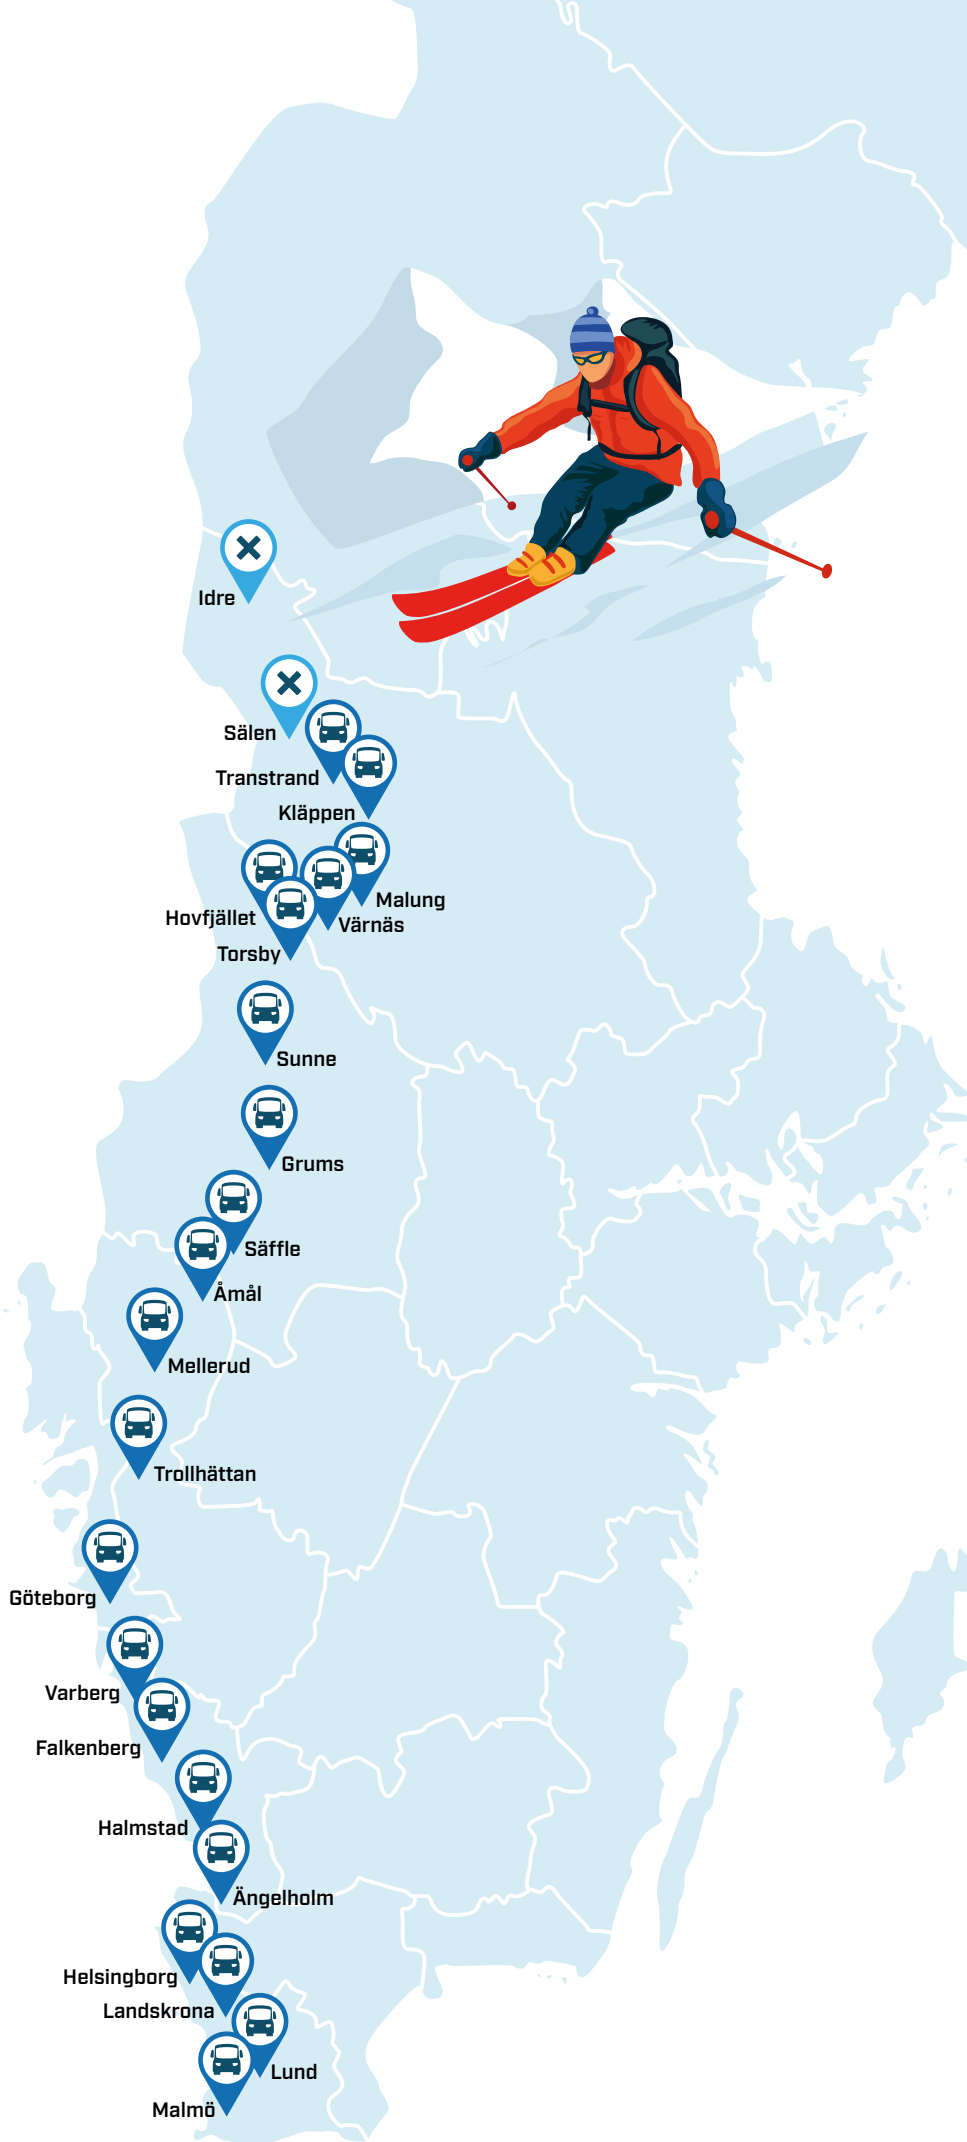 Idre
Sälen
Transtrand
Kläppen
Malung
Hovfjället
Värnäs
Torsby
Sunne
Grums
Säffle
Åmål
Mellerud
Trollhättan
Göteborg
Varberg
Falkenberg
Halmstad
Ängelholm
Helsingborg
Landskrona
Lund
Malmö